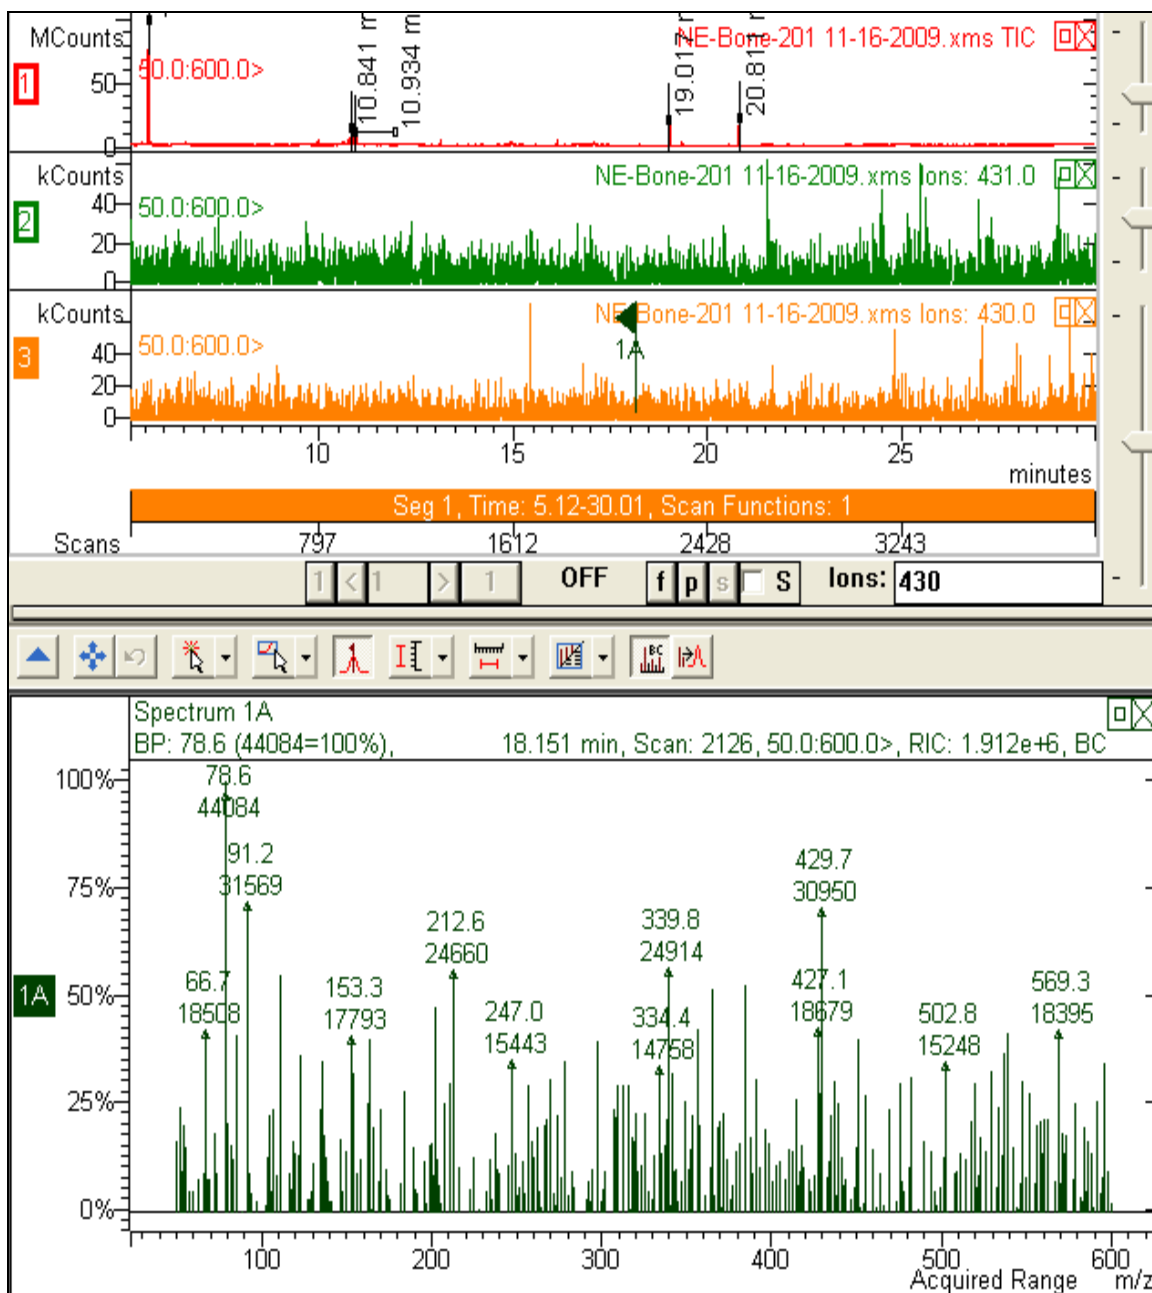 MCounts
NE-Bone-201 11-16-2009.xms TIC
1
50.0:600.0>
50
0
10.841 m
10.934 m
19.017
20.811
kCounts
NE-Bone-201 11-16-2009.xms Ions: 431.0
2
50.0:600.0>
40
20
0
kCounts
NE-Bone-201 11-16-2009.xms Ions: 430.0
3
50.0:600.0>
1A
40
20
0
10 15 20 25
minutes
Seg 1, Time: 5.12-30.01, Scan Functions: 1
Scans 797 1612 2428 3243
1 < 1 > 1 OFF f p s S Ions: 430
BC
Spectrum 1A
BP: 78.6 (44084=100%), 18.151 min, Scan: 2126, 50.0:600.0>, RIC: 1.912e+6, BC
100%
75%
50%
25%
0%
1A
78.6
44084
91.2
31569
429.7
30950
212.6
24660
339.8
24914
66.7
18508
153.3
17793
247.0
15443
334.4
14758
427.1
18679
502.8
15248
569.3
18395
100 200 300 400 500 600
Acquired Range m/z